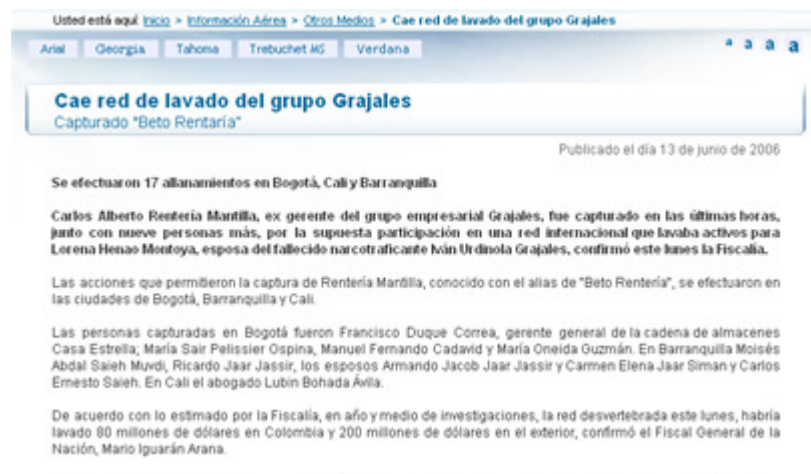 Usted está aquí: Inicio > Información Aérea > Otros Medios > Cae red de lavado del grupo Grajales
Arial Georgia Tahoma Trebuchet MS Verdana a a a a
Cae red de lavado del grupo Grajales
Capturado "Beto Rentaría"
Publicado el día 13 de junio de 2006
Se efectuaron 17 allanamientos en Bogotá, Cali y Barranquilla
Carlos Alberto Rentería Mantilla, ex gerente del grupo empresarial Grajales, fue capturado en las últimas horas,
junto con nueve personas más, por la supuesta participación en una red internacional que lavaba activos para
Lorena Henao Montoya, esposa del fallecido narcotraficante Iván Urdinola Grajales, confirmó este lunes la Fiscalía.
Las acciones que permitieron la captura de Rentería Mantilla, conocido con el alias de "Beto Rentería", se efectuaron en
las ciudades de Bogotá, Barranquilla y Cali.
Las personas capturadas en Bogotá fueron Francisco Duque Correa, gerente general de la cadena de almacenes
Casa Estrella; María Sair Pelissier Ospina, Manuel Fernando Cadavid y María Oneida Guzmán. En Barranquilla Moisés
Abdal Saieh Muvdi, Ricardo Jaar Jassir, los esposos Armando Jacob Jaar Jassir y Carmen Elena Jaar Siman y Carlos
Ernesto Saieh. En Cali el abogado Lubin Bohada Ávila.
De acuerdo con lo estimado por la Fiscalía, en año y medio de investigaciones, la red desvertebrada este lunes, habría
lavado 80 millones de dólares en Colombia y 200 millones de dólares en el exterior, confirmó el Fiscal General de la
Nación, Mario Iguarán Arana.